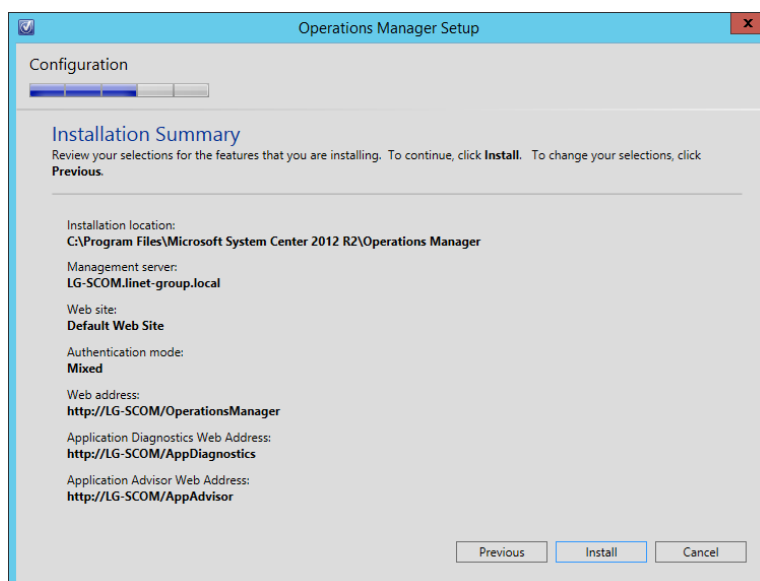 Operations Manager Setup
x
Configuration
Installation Summary
Review your selections for the features that you are installing. To continue, click Install. To change your selections, click
Previous.
Installation location:
C:\Program Files\Microsoft System Center 2012 R2\Operations Manager
Management server:
LG-SCOM.linet-group.local
Web site:
Default Web Site
Authentication mode:
Mixed
Web address:
http://LG-SCOM/OperationsManager
Application Diagnostics Web Address:
http://LG-SCOM/AppDiagnostics
Application Advisor Web Address:
http://LG-SCOM/AppAdvisor
Previous Install Cancel